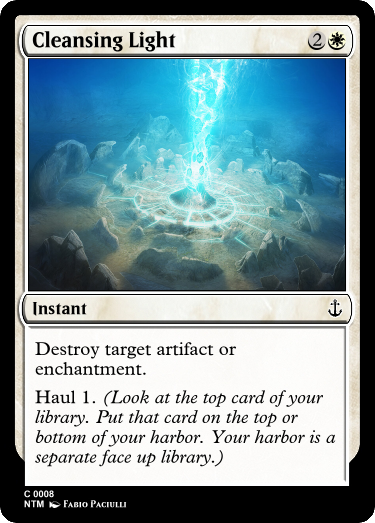 Cleansing Light
2
Instant
Destroy target artifact or
enchantment.
Haul 1. (Look at the top card of your
library. Put that card on the top or
bottom of your harbor. Your harbor is a
separate face up library.)
C 0008
NTM Fabio Paciulli